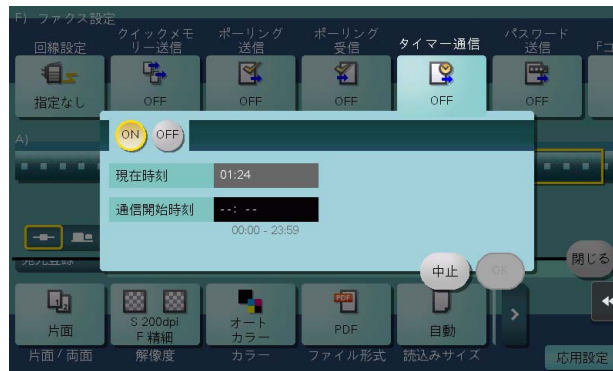 F) ファクス設定
回線設定
クイックメモ
リー送信
ポーリング
送信
ポーリング
受信
タイマー通信
パスワード
送信
Fコ
指定なし
OFF
OFF
OFF
OFF
OFF
A)
ON
OFF
現在時刻
01:24
通信開始時刻
--: --
00:00 - 23:59
中止
OK
閉じる
片面
S 200dpi
F 精細
オート
カラー
PDF
自動
片面 / 両面
解像度
カラー
ファイル形式
読込みサイズ
応用設定